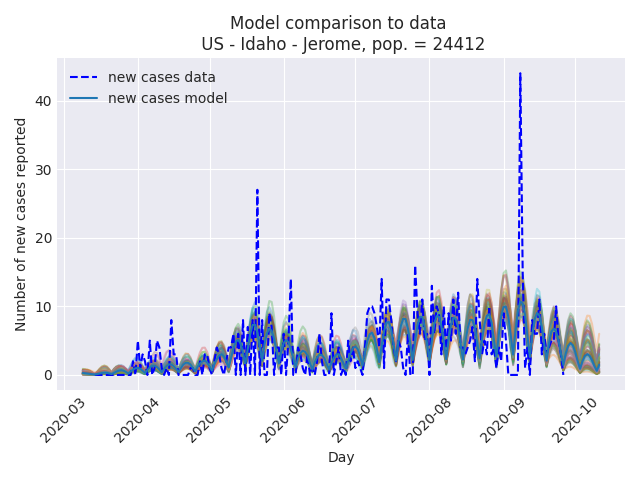 Model comparison to data
US - Idaho - Jerome, pop. = 24412
new cases data
new cases model
Number of new cases reported
40
30
20
10
0
2020-03
2020-04
2020-05
2020-06
2020-07
2020-08
2020-09
2020-10
Day